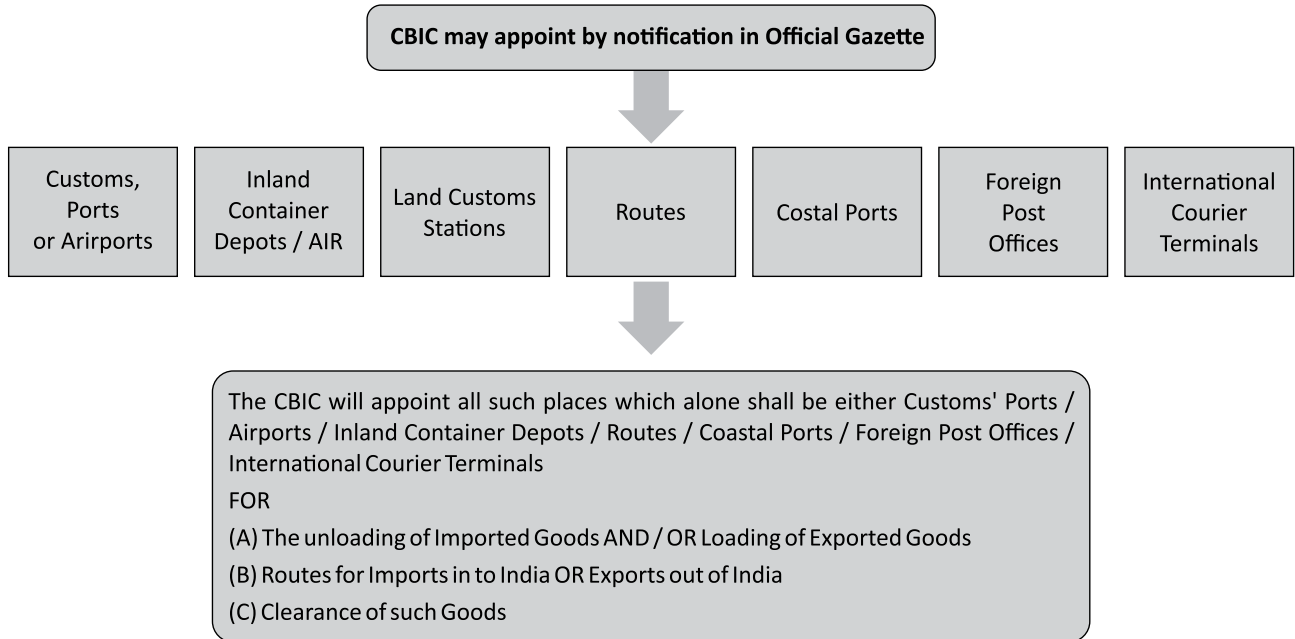 CBIC may appoint by notification in Official Gazette
Customs,
Ports
or Arirports
Inland
Container
Depots / AIR
Land Customs
Stations
Routes
Costal Ports
Foreign
Post
Offices
International
Courier
Terminals
The CBIC will appoint all such places which alone shall be either Customs' Ports /
Airports / Inland Container Depots / Routes / Coastal Ports / Foreign Post Offices /
International Courier Terminals
FOR
(A) The unloading of Imported Goods AND / OR Loading of Exported Goods
(B) Routes for Imports in to India OR Exports out of India
(C) Clearance of such Goods